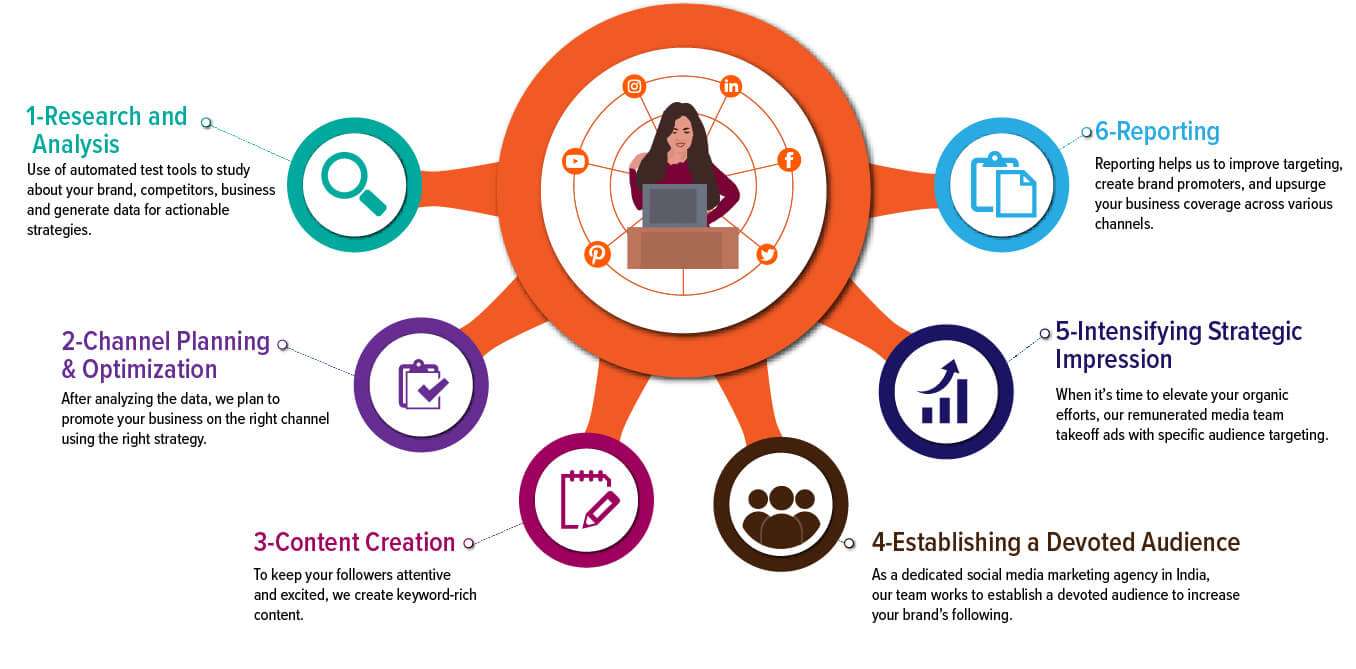 1-Research and
Analysis
Use of automated test tools to study
about your brand, competitors, business
and generate data for actionable
strategies.
2-Channel Planning
& Optimization
After analyzing the data, we plan to
promote your business on the right channel
using the right strategy.
3-Content Creation
To keep your followers attentive
and excited, we create keyword-rich
content.
4-Establishing a Devoted Audience
As a dedicated social media marketing agency in India,
our team works to establish a devoted audience to increase
your brand's following.
5-Intensifying Strategic
Impression
When it's time to elevate your organic
efforts, our remunerated media team
takeoff ads with specific audience targeting.
6-Reporting
Reporting helps us to improve targeting,
create brand promoters, and upsurge
your business coverage across various
channels.